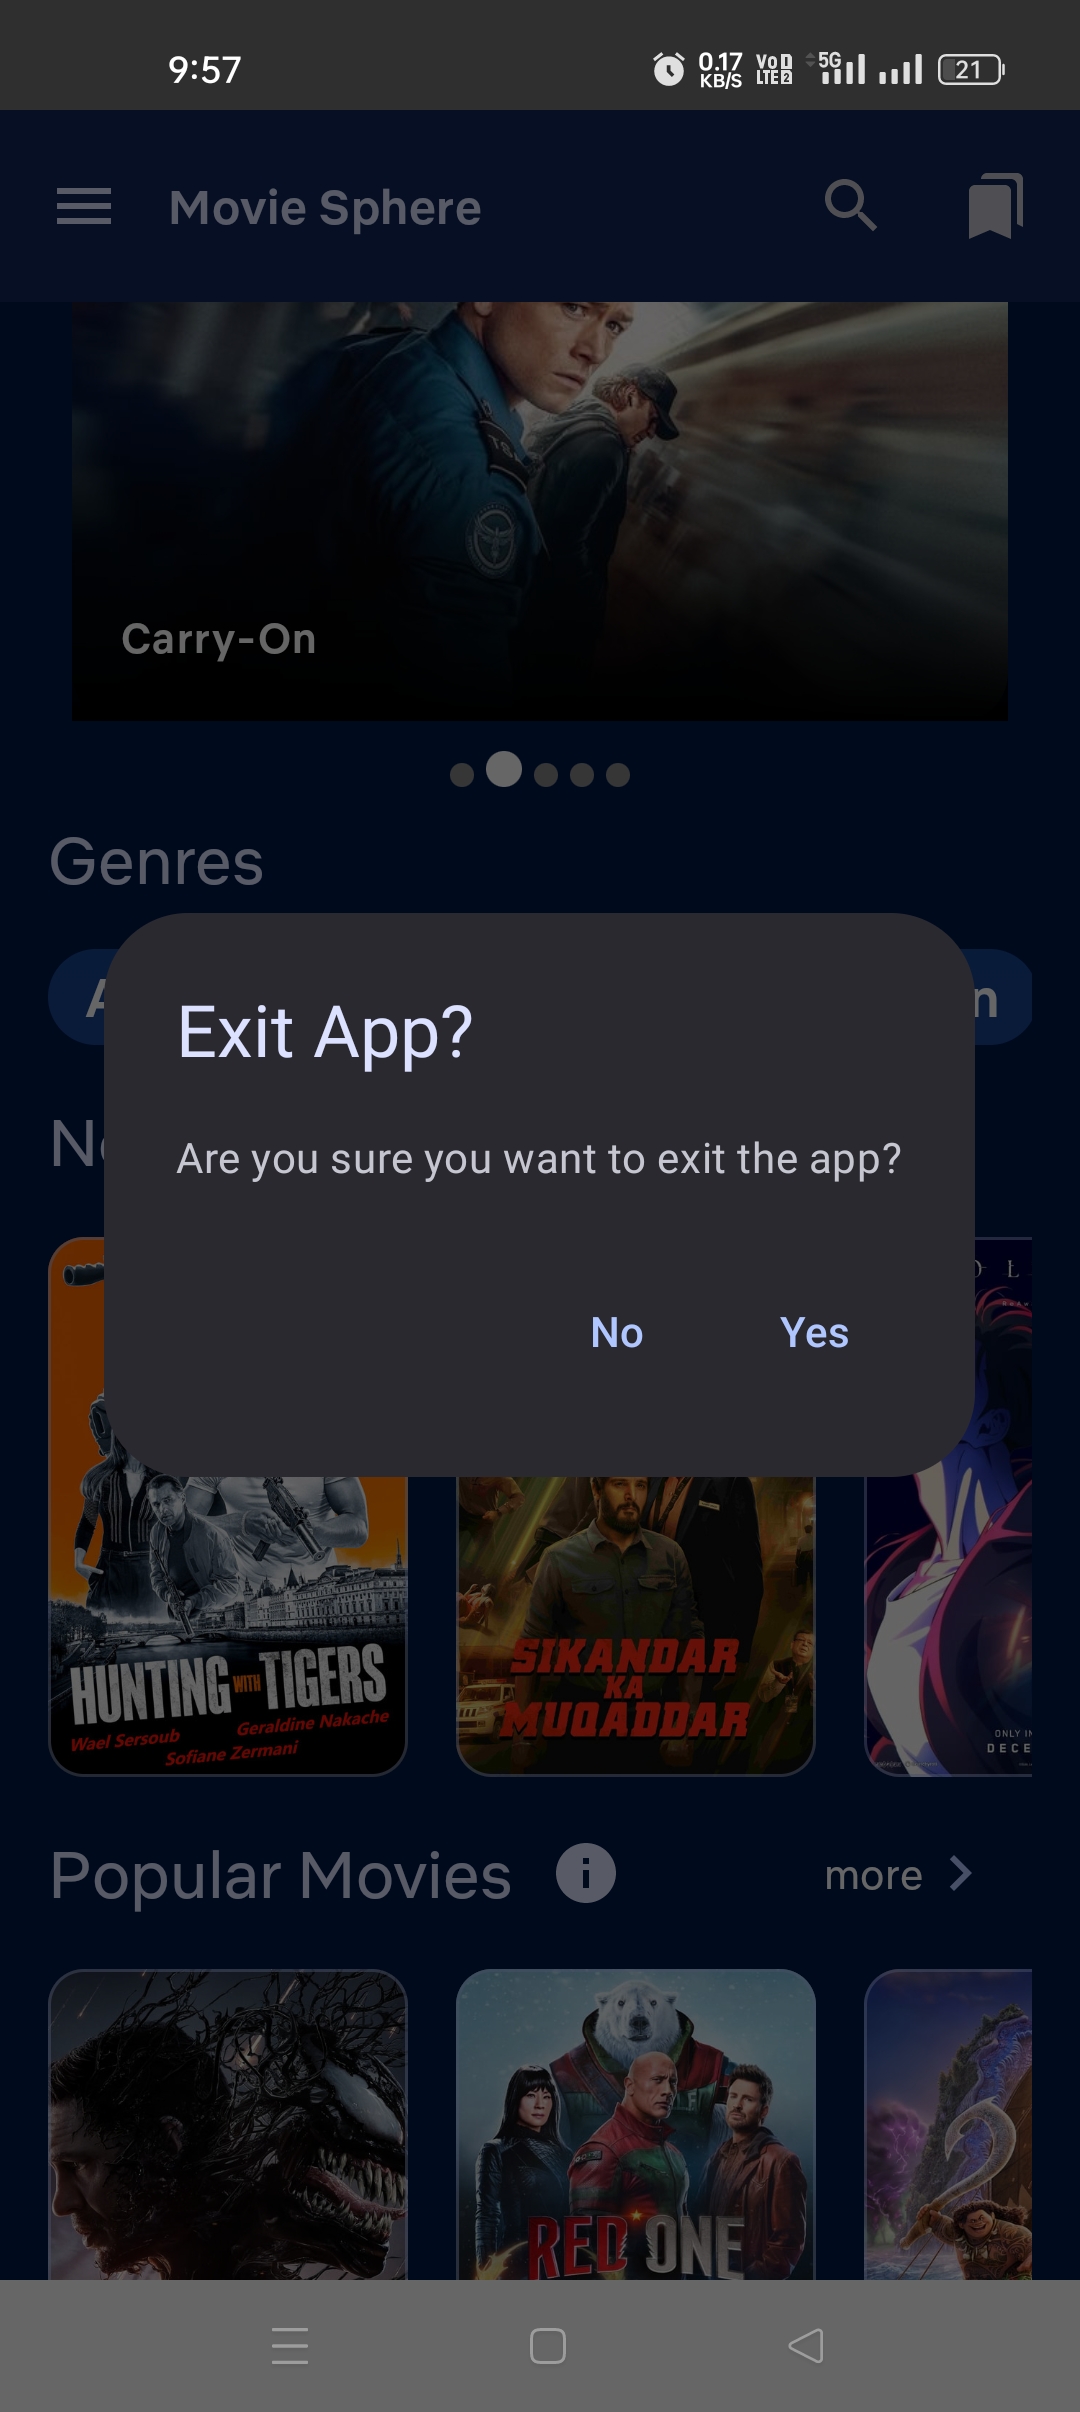 9:57
0.17
KB/S
Vo
LTE 2
5G
21
Movie Sphere
Carry-On
Genres
Exit App?
Are you sure you want to exit the app?
No
Yes
HUNTING WITH TIGERS
Wael Sersoub
Geraldine Nakache
Sofiane Zermani
SIKANDAR
KA
MUQADDAR
ONLY IN
DECE
Popular Movies
more
RED ONE